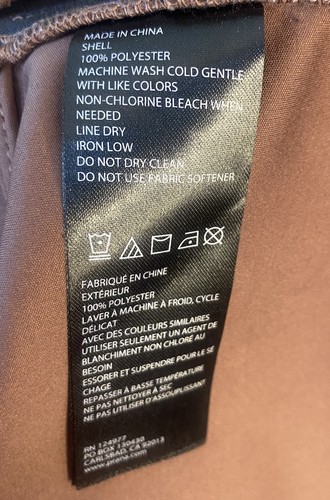 MADE IN CHINA
SHELL
100% POLYESTER
MACHINE WASH COLD GENTLE
WITH LIKE COLORS
NON-CHLORINE BLEACH WHEN
NEEDED
LINE DRY
IRON LOW
DO NOT DRY CLEAN
DO NOT USE FABRIC SOFTENER
FABRIQUÉ EN CHINE
EXTÉRIEUR
100% POLYESTER
LAVER À MACHINE À FROID, CYCLE
DÉLICAT
AVEC DES COULEURS SIMILAIRES
UTILISER SEULEMENT UN AGENT DE
BLANCHIMENT NON CHLORÉ AU
BESOIN
ESSORER ET SUSPENDRE POUR LE SÉ
CHAGE
REPASSER À BASSE TEMPÉRATURE
NE PAS NETTOYER À SEC
NE PAS UTILISER D'ASSOUPLISSANT
RN 124977
PO BOX 130430
CARLSBAD, CA 92013
www.prana.com